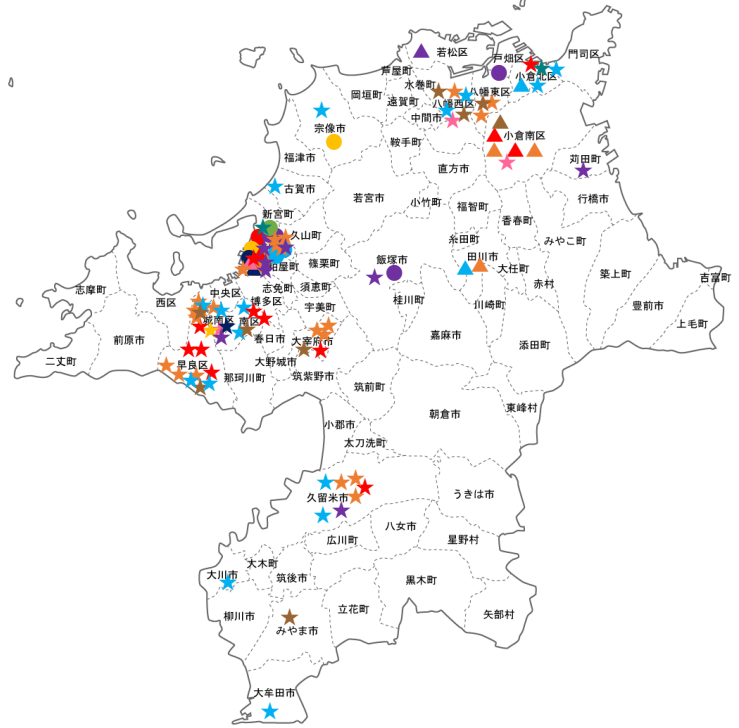 門司区
若松区
戸畑区
芦屋町
小倉北区
水巻町
八幡東区
岡垣町
遠賀町
八幡西区
中間市
宗像市
小倉南区
鞍手町
福津市
直方市
苅田町
古賀市
若宮市
小竹町
行橋市
福智町
新宮町
香春町
久山町
糸田町
みやこ町
飯塚市
篠栗町
田川市
粕屋町
大任町
築上町
吉富町
志摩町
志免町
須恵町
赤村
中央区
西区
博多区
桂川町
宇美町
川崎町
豊前市
城南区
南区
上毛町
前原市
春日市
大宰府市
嘉麻市
添田町
二丈町
早良区
大野城市
那珂川町
筑紫野市
筑前町
東峰村
朝倉市
小郡市
太刀洗町
久留米市
うきは市
八女市
広川町
星野村
大木町
大川市
筑後市
黒木町
柳川市
立花町
矢部村
みやま市
大牟田市